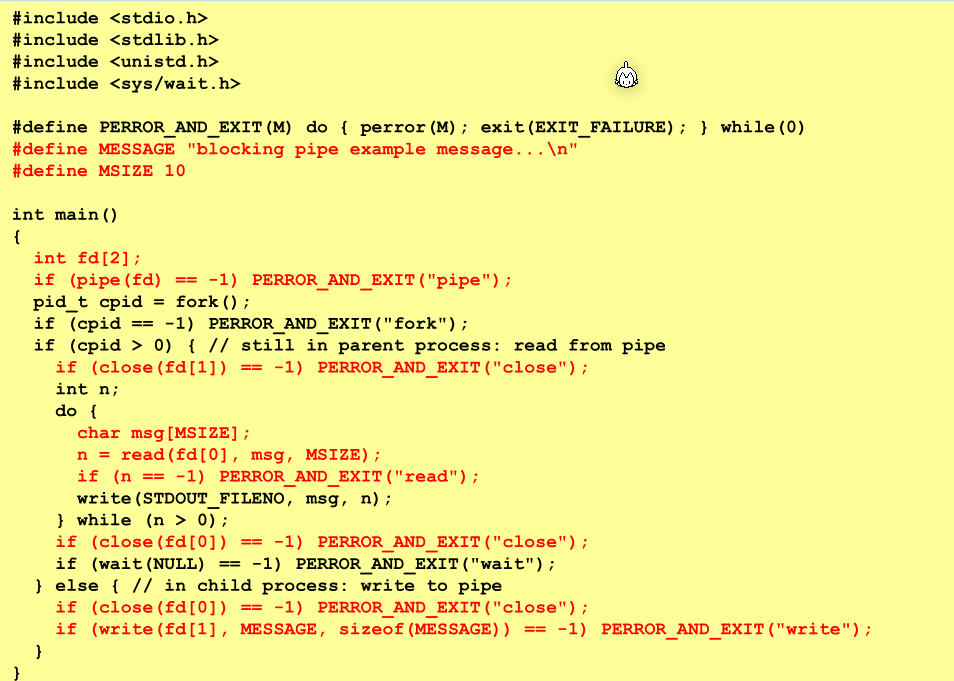 #include <stdio.h>
#include <stdlib.h>
#include <unistd.h>
#include <sys/wait.h>
#define PERROR_AND_EXIT(M) do { perror(M); exit(EXIT_FAILURE); } while(0)
#define MESSAGE "blocking pipe example message...\n"
#define MSIZE 10
int main()
{
  int fd[2];
  if (pipe(fd) == -1) PERROR_AND_EXIT("pipe");
  pid_t cpid = fork();
  if (cpid == -1) PERROR_AND_EXIT("fork");
  if (cpid > 0) { // still in parent process: read from pipe
    if (close(fd[1]) == -1) PERROR_AND_EXIT("close");
    int n;
    do {
      char msg[MSIZE];
      n = read(fd[0], msg, MSIZE);
      if (n == -1) PERROR_AND_EXIT("read");
      write(STDOUT_FILENO, msg, n);
    } while (n > 0);
    if (close(fd[0]) == -1) PERROR_AND_EXIT("close");
    if (wait(NULL) == -1) PERROR_AND_EXIT("wait");
  } else { // in child process: write to pipe
    if (close(fd[0]) == -1) PERROR_AND_EXIT("close");
    if (write(fd[1], MESSAGE, sizeof(MESSAGE)) == -1) PERROR_AND_EXIT("write");
  }
}